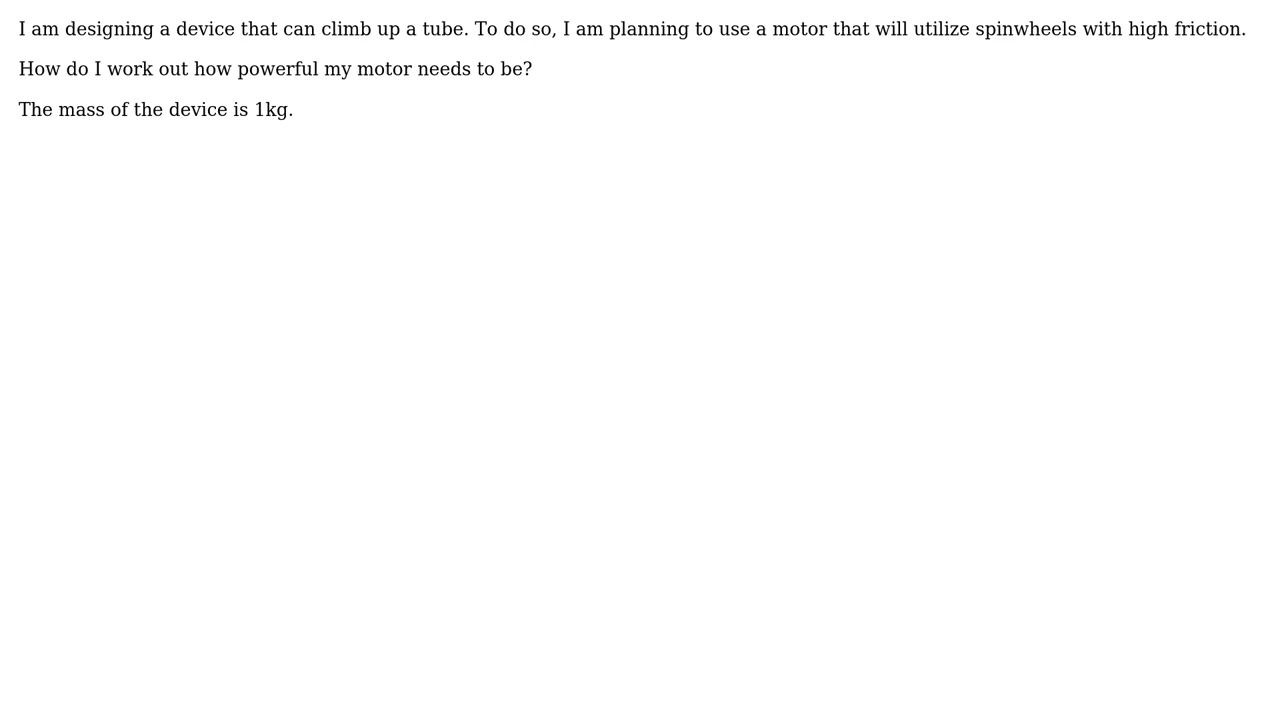 I am designing a device that can climb up a tube. To do so, I am planning to use a motor that will utilize spinwheels with high friction.
How do I work out how powerful my motor needs to be?
The mass of the device is 1kg.